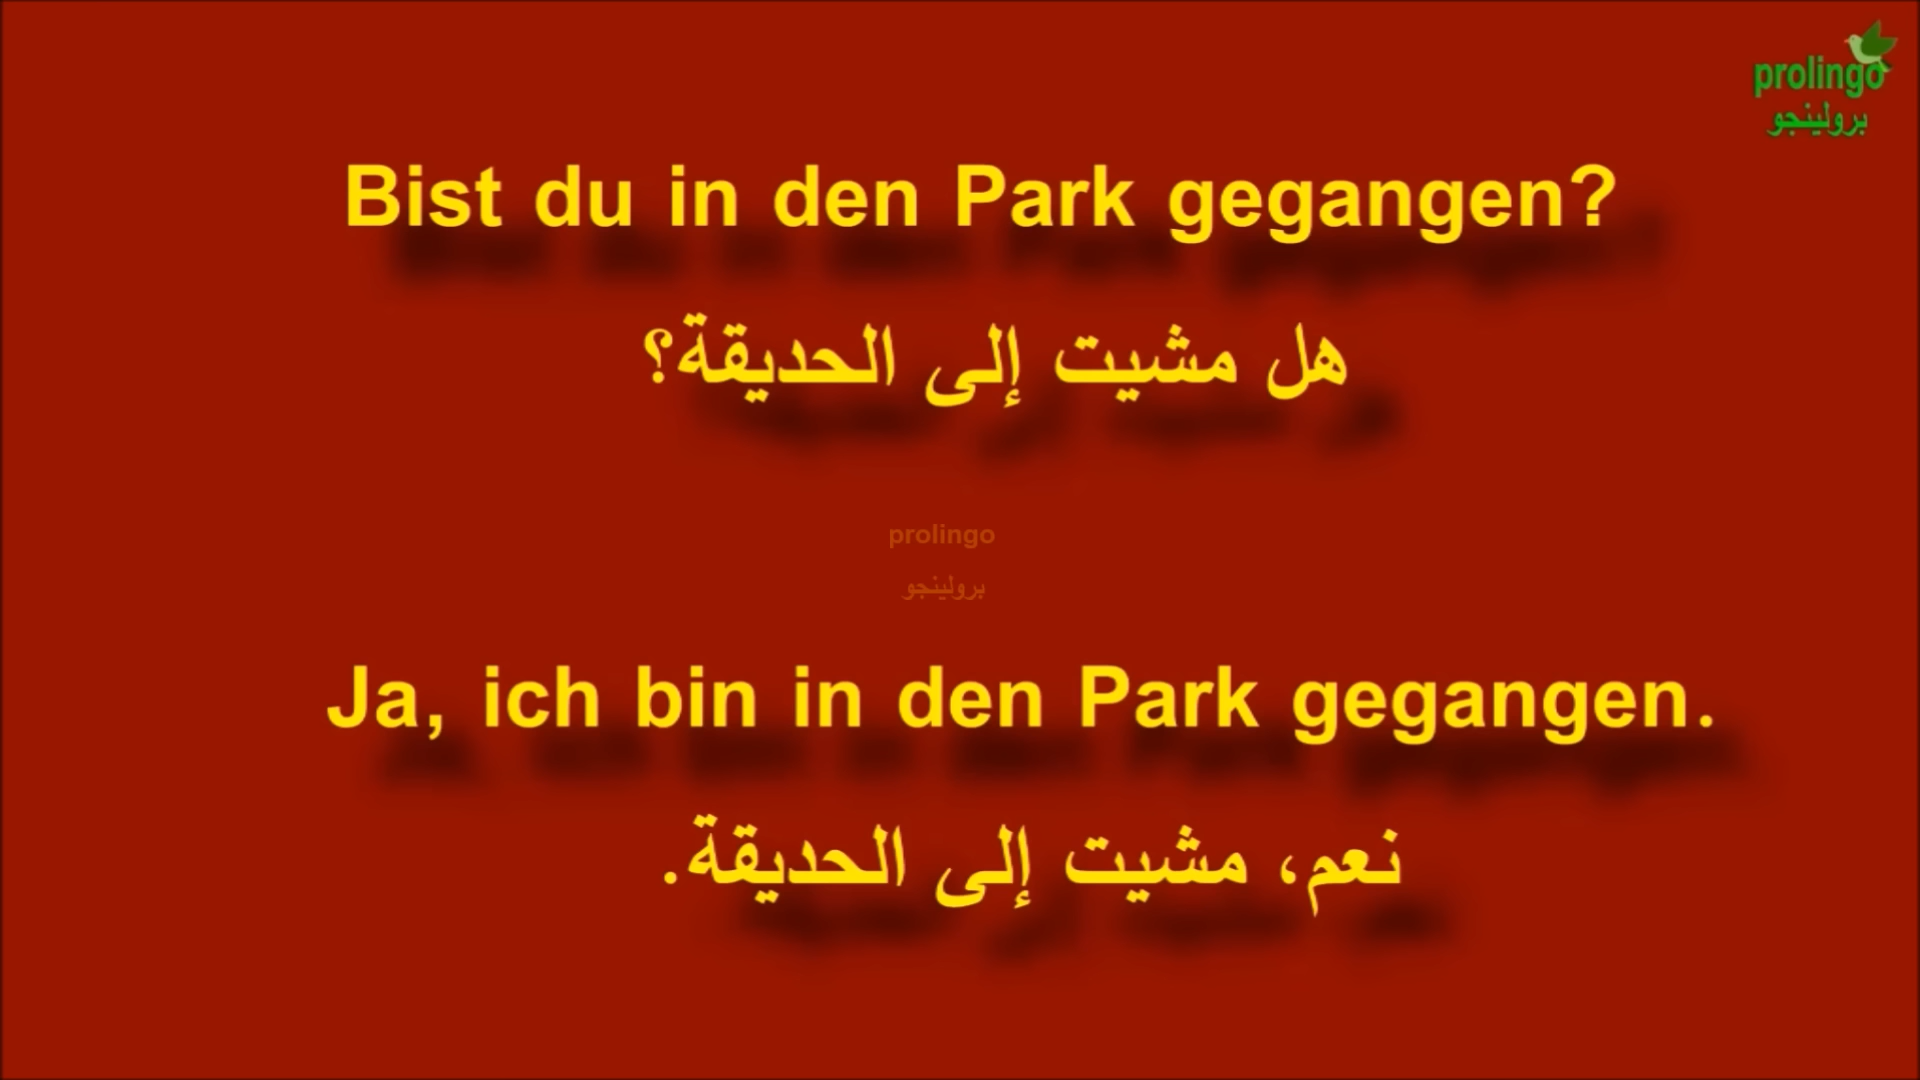 prolingo
برولينجو
Bist du in den Park gegangen?
هل مشيت إلى الحديقة؟
prolingo
برولينجو
Ja, ich bin in den Park gegangen.
نعم، مشيت إلى الحديقة.